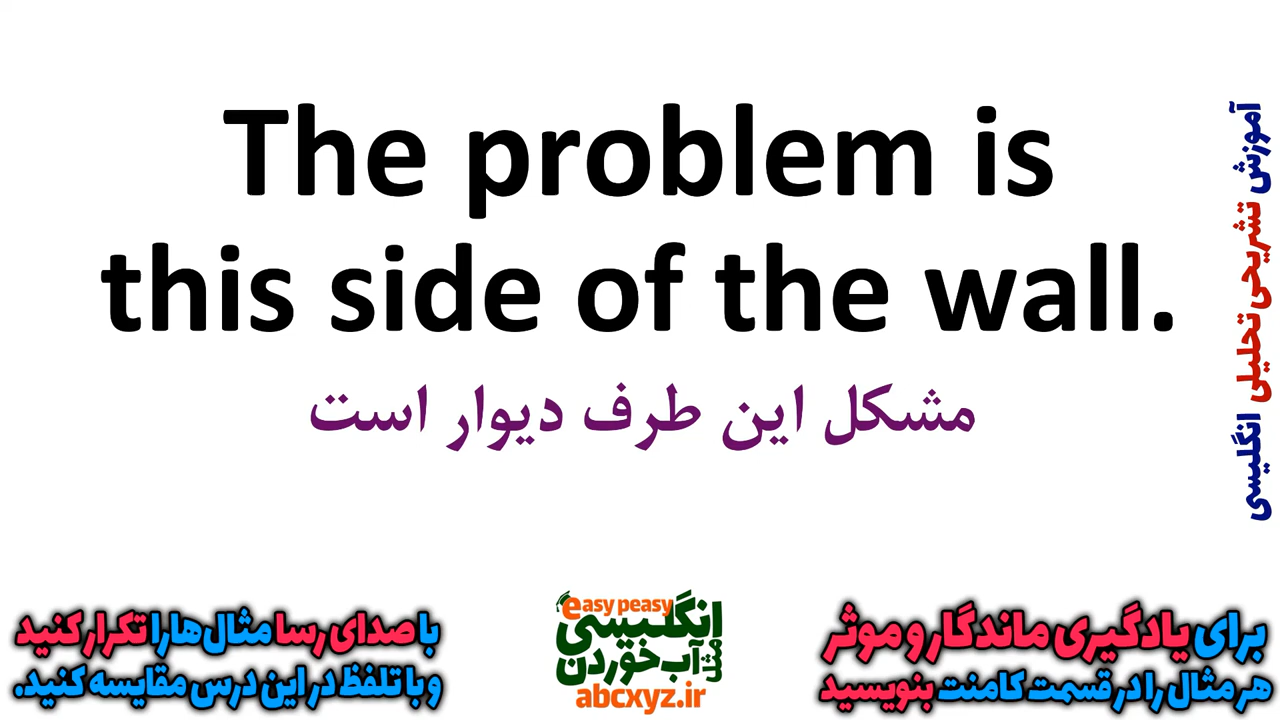 The problem is
this side of the wall.
مشکل این طرف دیوار است
آموزش تشریحی تحلیلی انگلیسی
با صدای رسا مثال‌ها را تکرار کنید
و با تلفظ در این درس مقایسه کنید.
easy peasy
انگلیسی
مثل
آب خوردن
abcxyz.ir
برای یادگیری ماندگار و موثر
هر مثال را در قسمت کامنت بنویسید